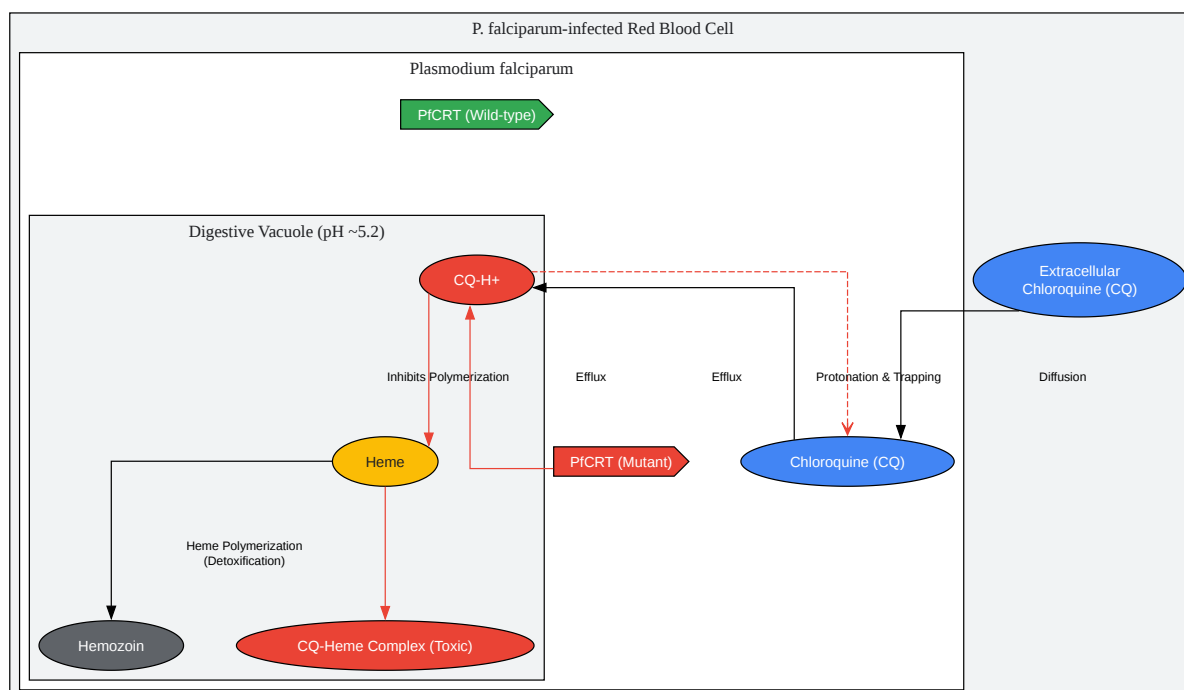 P. falciparum-infected Red Blood Cell
Plasmodium falciparum
PfCRT (Wild-type)
Digestive Vacuole (pH ~5.2)
CQ-H+
Extracellular
Chloroquine (CQ)
Inhibits Polymerization
Efflux
Efflux
Protonation & Trapping
Diffusion
Heme
PfCRT (Mutant)
Chloroquine (CQ)
Heme Polymerization
(Detoxification)
Hemozoin
CQ-Heme Complex (Toxic)